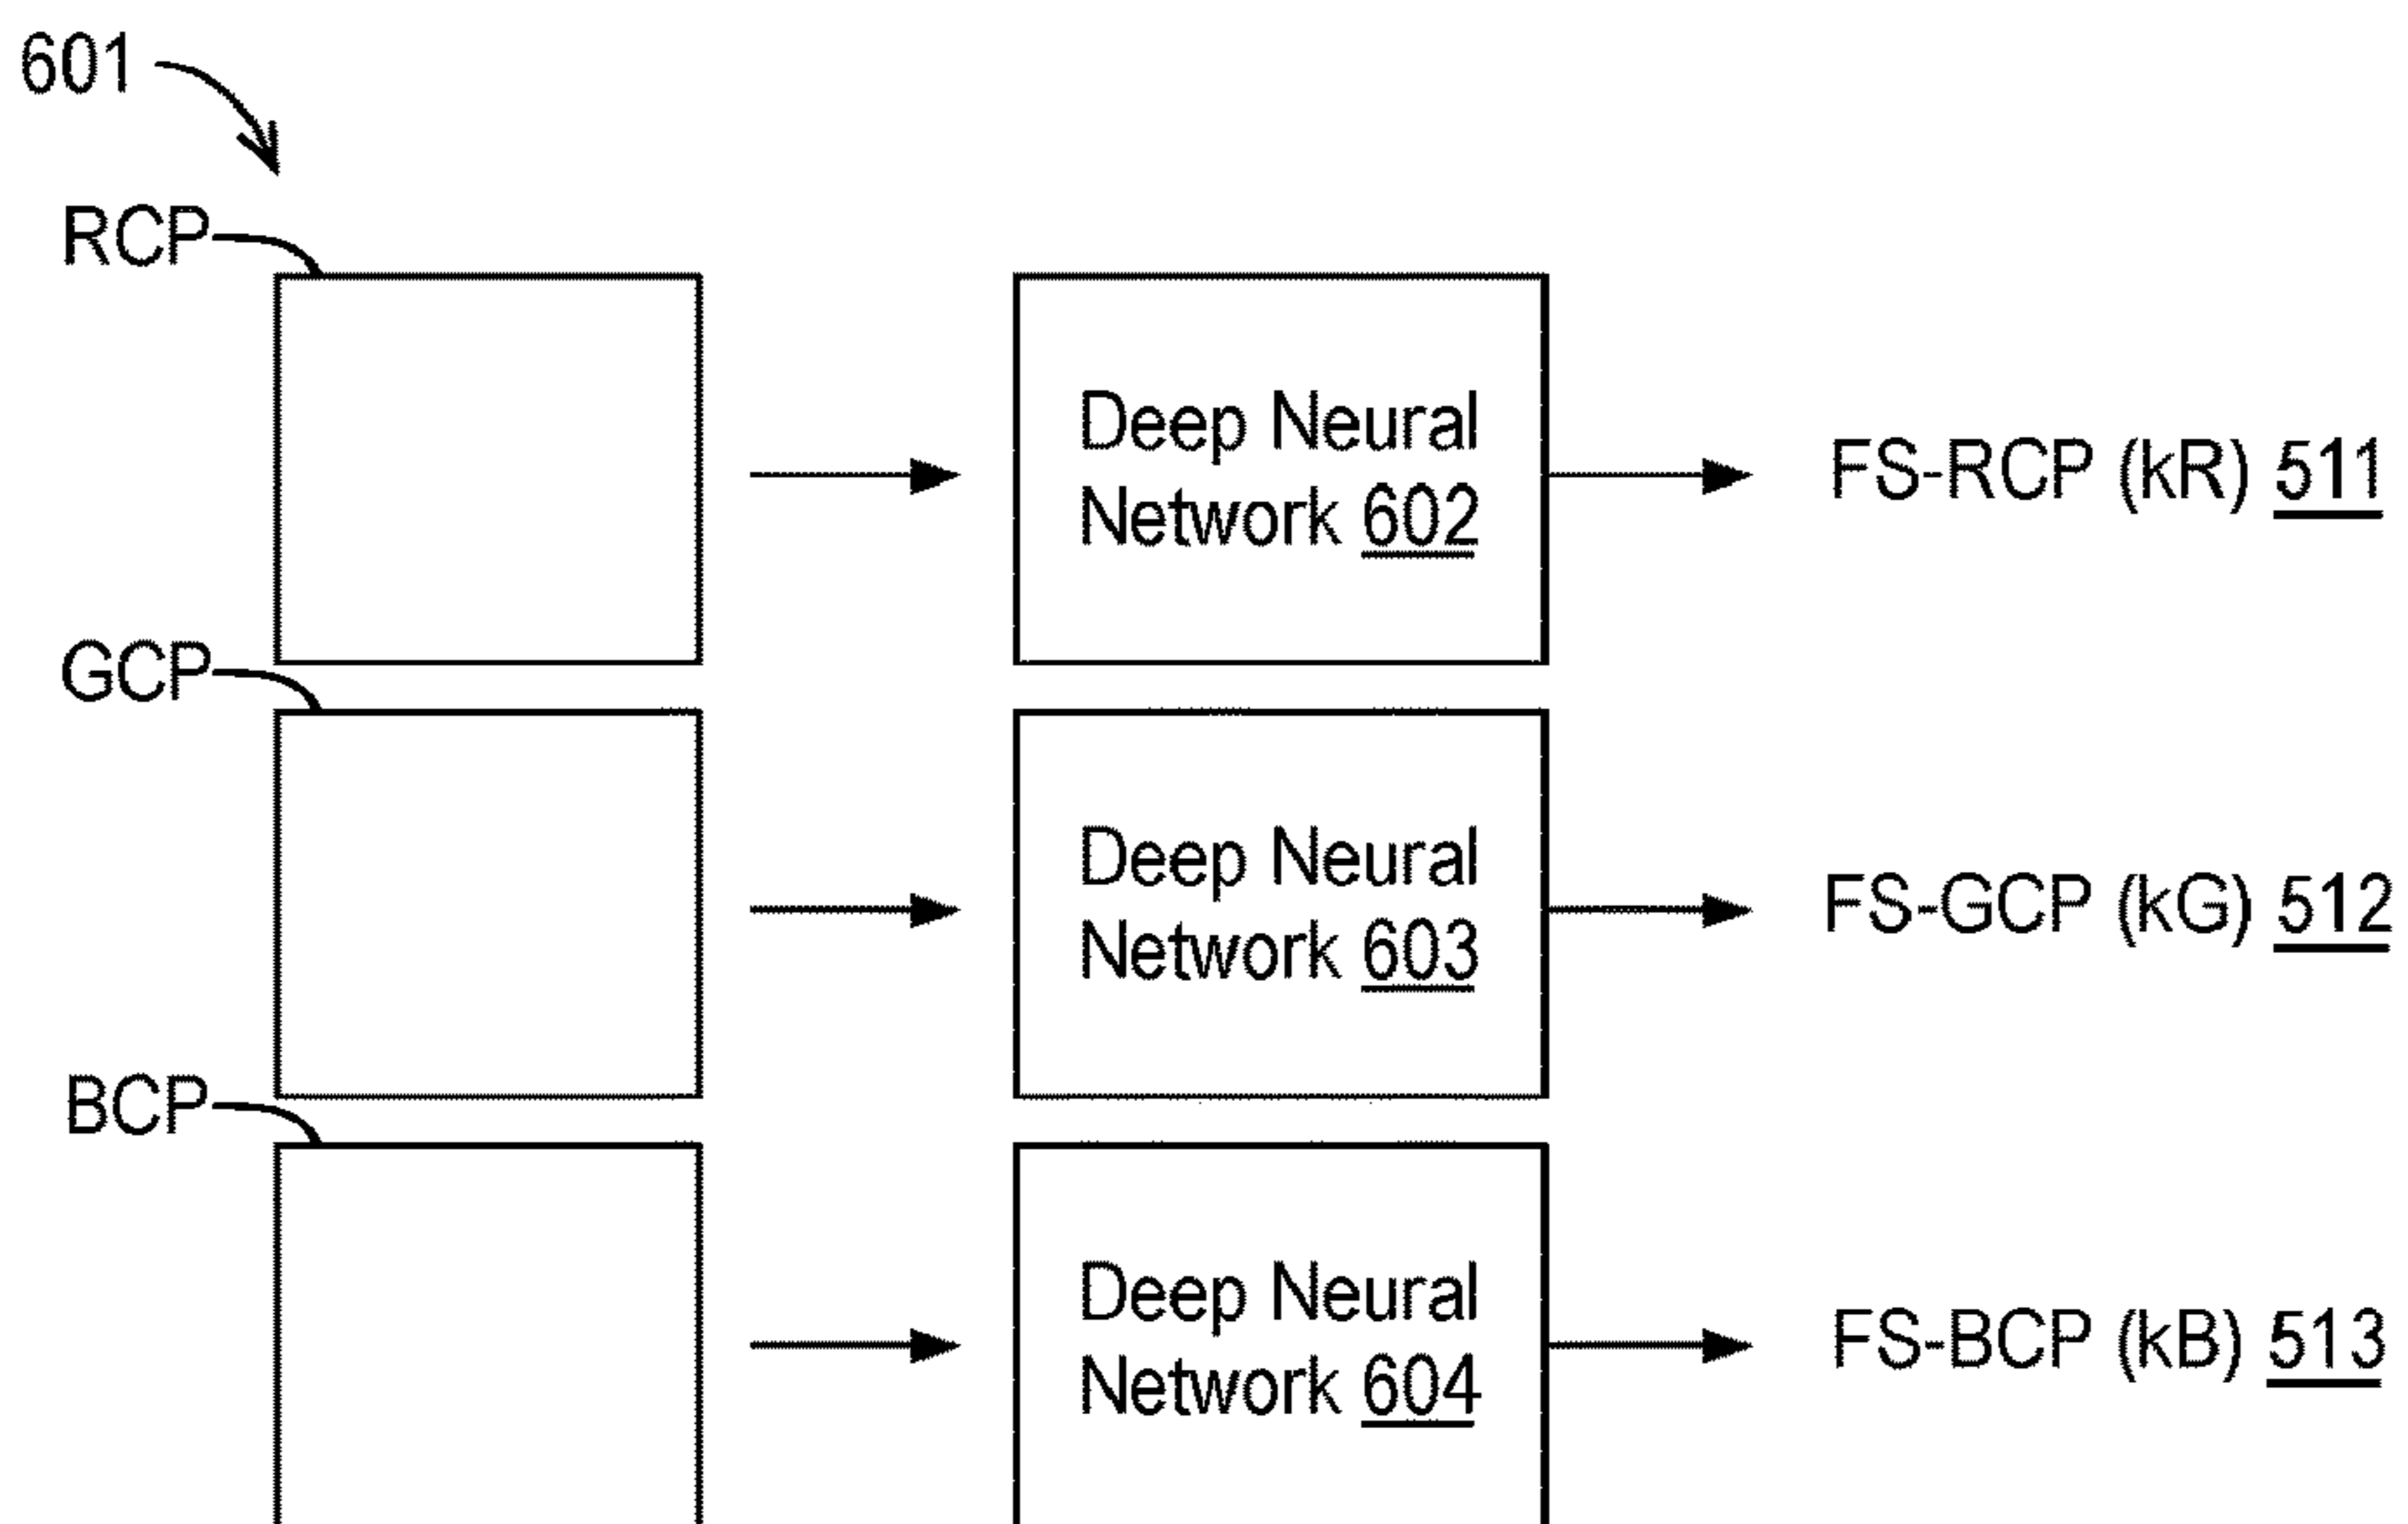 601
RCP
Deep Neural
Network 602
FS-RCP (kR) 511
GCP
Deep Neural
Network 603
FS-GCP (kG) 512
BCP
Deep Neural
Network 604
FS-BCP (kB) 513